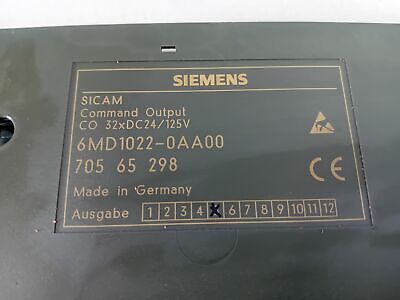 SIEMENS
SICAM
Command Output
CO 32xDC24/125V
6MD1022-0AA00
705 65 298
CE
Made in Germany
Ausgabe 1 2 3 4 X 6 7 8 9 10 11 12